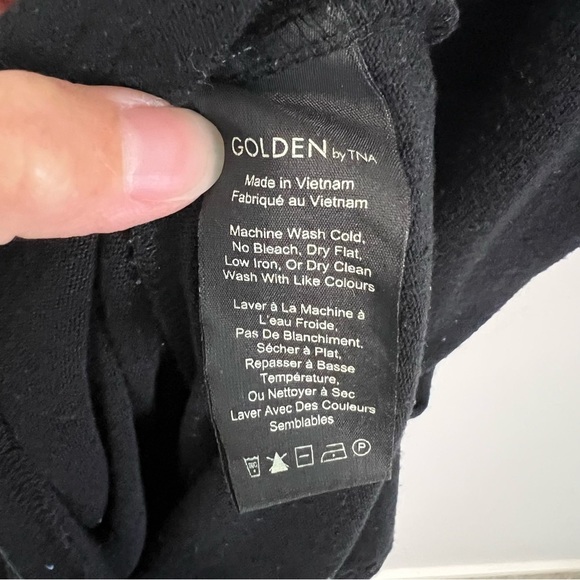 GOLDEN by TNA
Made in Vietnam
Fabriqué au Vietnam
Machine Wash Cold,
No Bleach, Dry Flat,
Low Iron, Or Dry Clean
Wash With Like Colours
Laver à La Machine à
L'eau Froide,
Pas De Blanchiment,
Sécher à Plat,
Repasser à Basse
Température,
Ou Nettoyer à Sec
Laver Avec Des Couleurs
Semblables
P